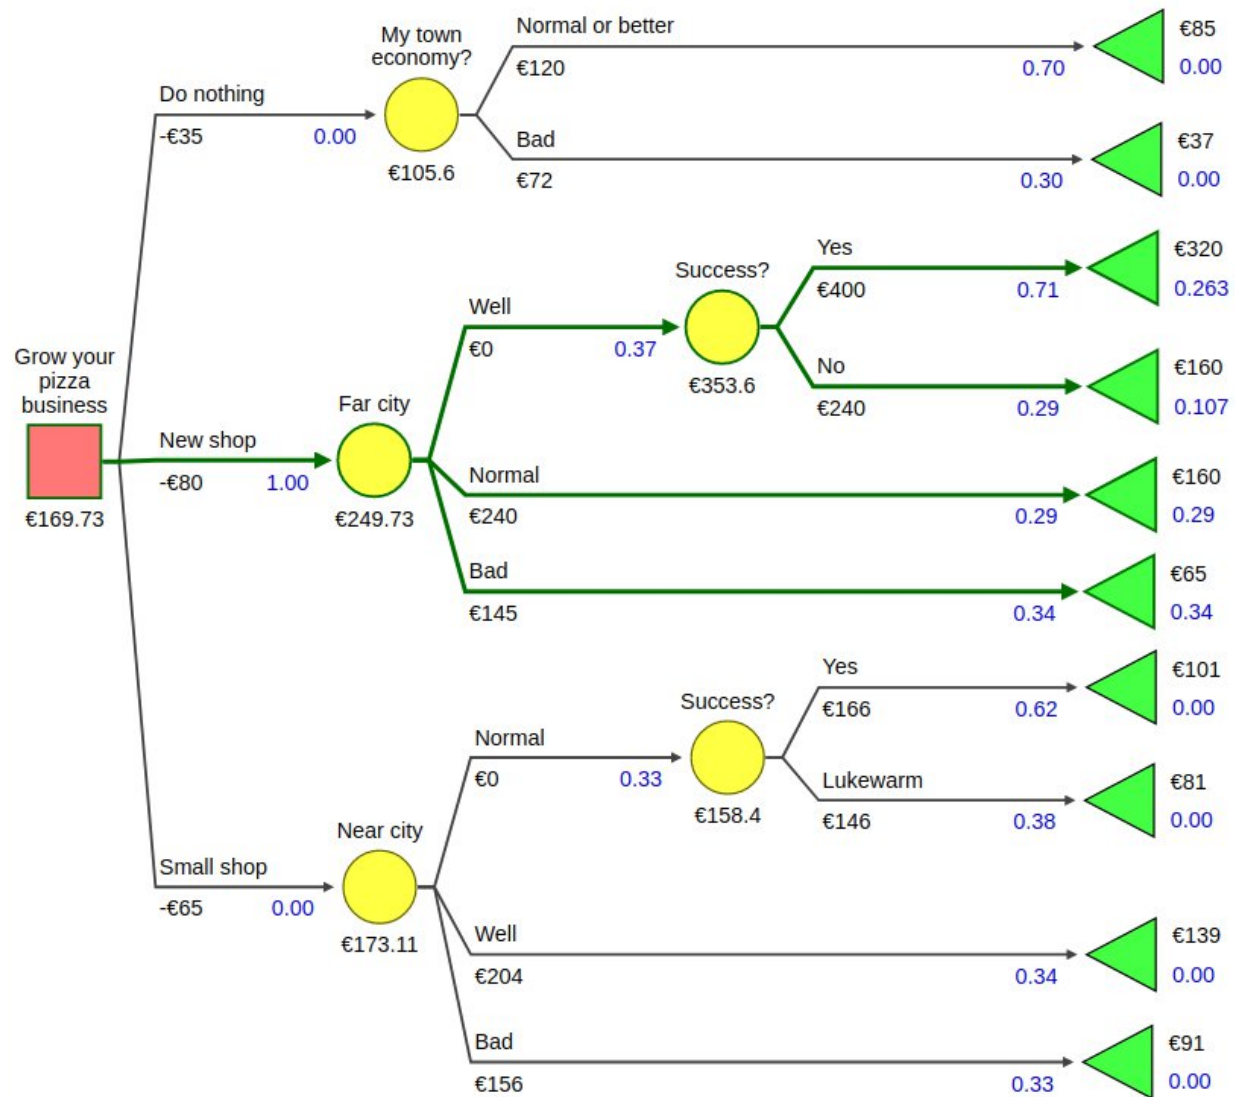 My town
economy?
Normal or better
€120
0.70
€85
0.00
Do nothing
-€35
0.00
€105.6
Bad
€72
0.30
€37
0.00
Grow your
pizza
business
€169.73
New shop
-€80
1.00
Far city
€249.73
Well
€0
0.37
Success?
€353.6
Yes
€400
0.71
€320
0.263
No
€240
0.29
€160
0.107
Normal
€240
0.29
€160
0.29
Bad
€145
0.34
€65
0.34
Small shop
-€65
0.00
Near city
€173.11
Normal
€0
0.33
Success?
€158.4
Yes
€166
0.62
€101
0.00
Lukewarm
€146
0.38
€81
0.00
Well
€204
0.34
€139
0.00
Bad
€156
0.33
€91
0.00